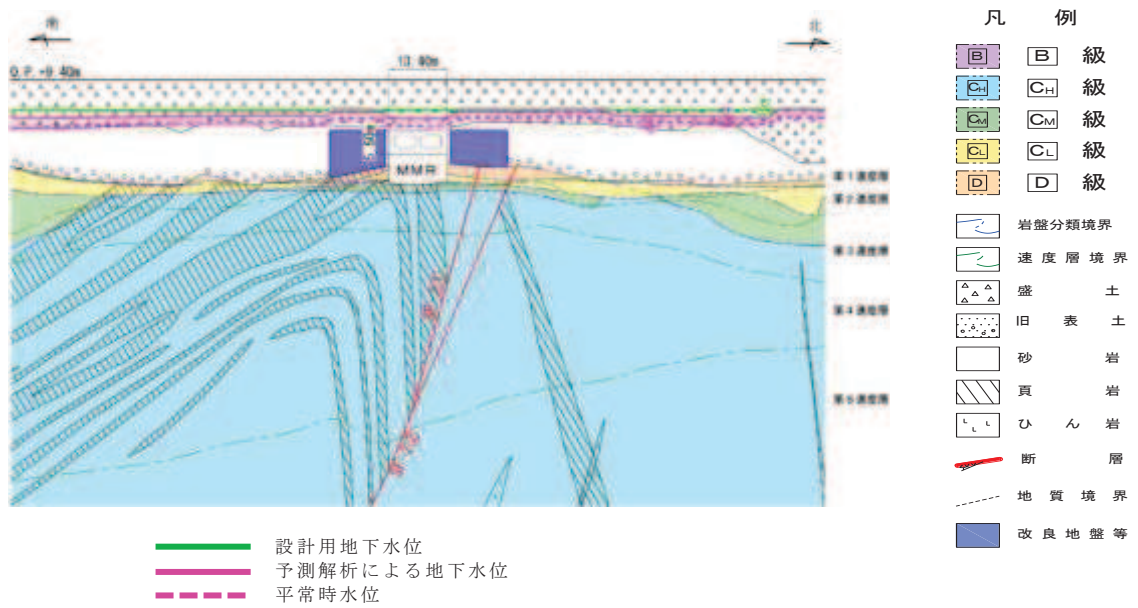 南
北
13.60m
MMR
第1速度層
第2速度層
第3速度層
第4速度層
第5速度層
設計用地下水位
予測解析による地下水位
平常時水位
凡 例
B B 級
CH CH 級
CM CM 級
CL CL 級
D D 級
岩盤分類境界
速度層境界
盛 土
旧 表 土
砂 岩
頁 岩
ひ ん 岩
断 層
地 質 境 界
改 良 地 盤 等